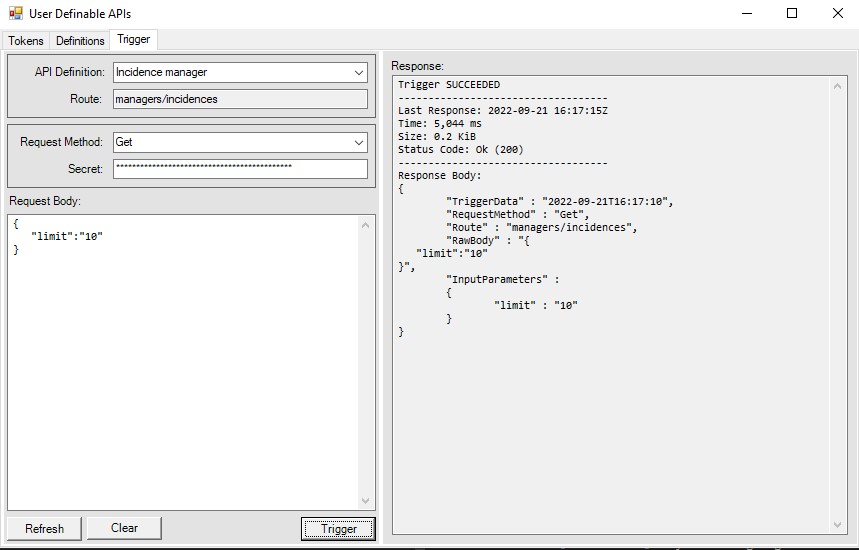 User Definable APIs
Tokens Definitions Trigger
API Definition: Incidence manager
Route: managers/incidences
Request Method: Get
Secret: ********************************************
Request Body:
{
"limit":"10"
}
Refresh Clear Trigger
Response:
Trigger SUCCEEDED
-----------------------------------
Last Response: 2022-09-21 16:17:15Z
Time: 5,044 ms
Size: 0.2 KiB
Status Code: Ok (200)
-----------------------------------
Response Body:
{
"TriggerData" : "2022-09-21T16:17:10",
"RequestMethod" : "Get",
"Route" : "managers/incidences",
"RawBody" : "{
"limit":"10"
}",
"InputParameters" :
{
"limit" : "10"
}
}